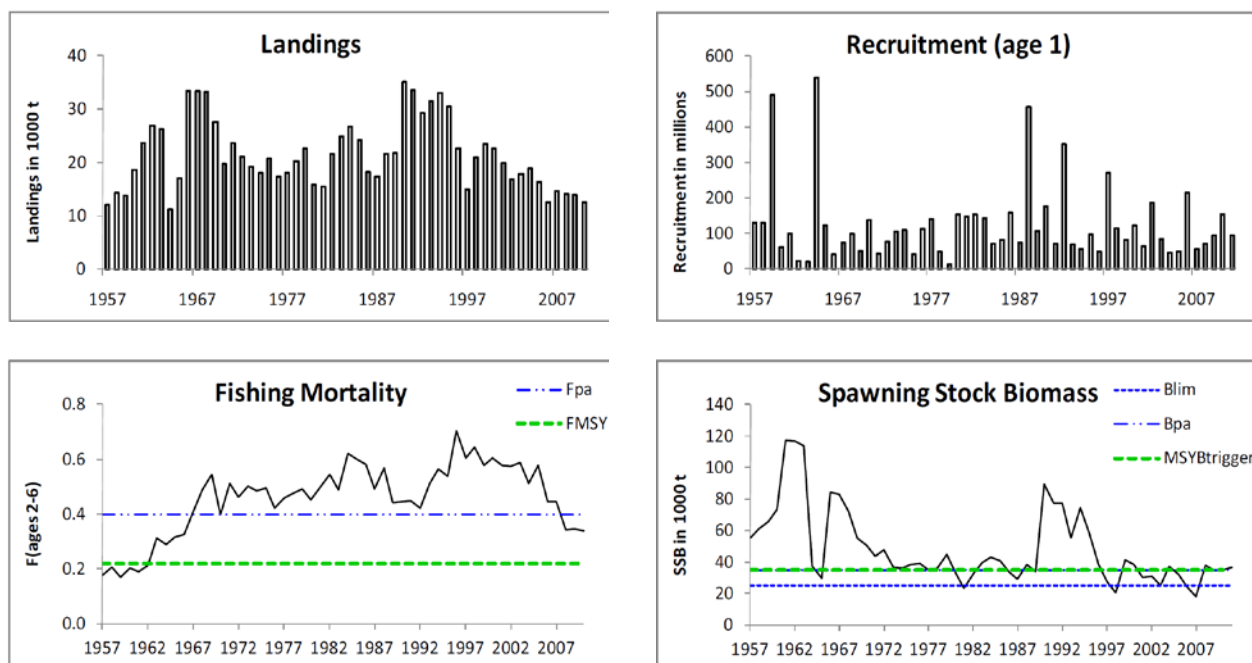 Landings
Landings in 1000 t
40
30
20
10
0
1957 1967 1977 1987 1997 2007
Recruitment (age 1)
Recruitment in millions
600
500
400
300
200
100
0
1957 1967 1977 1987 1997 2007
Fishing Mortality
Fpa
FMSY
F(ages 2-6)
0.8
0.6
0.4
0.2
0.0
1957 1962 1967 1972 1977 1982 1987 1992 1997 2002 2007
Spawning Stock Biomass
Blim
Bpa
MSYBtrigger
SSB in 1000 t
140
120
100
80
60
40
20
0
1957 1962 1967 1972 1977 1982 1987 1992 1997 2002 2007